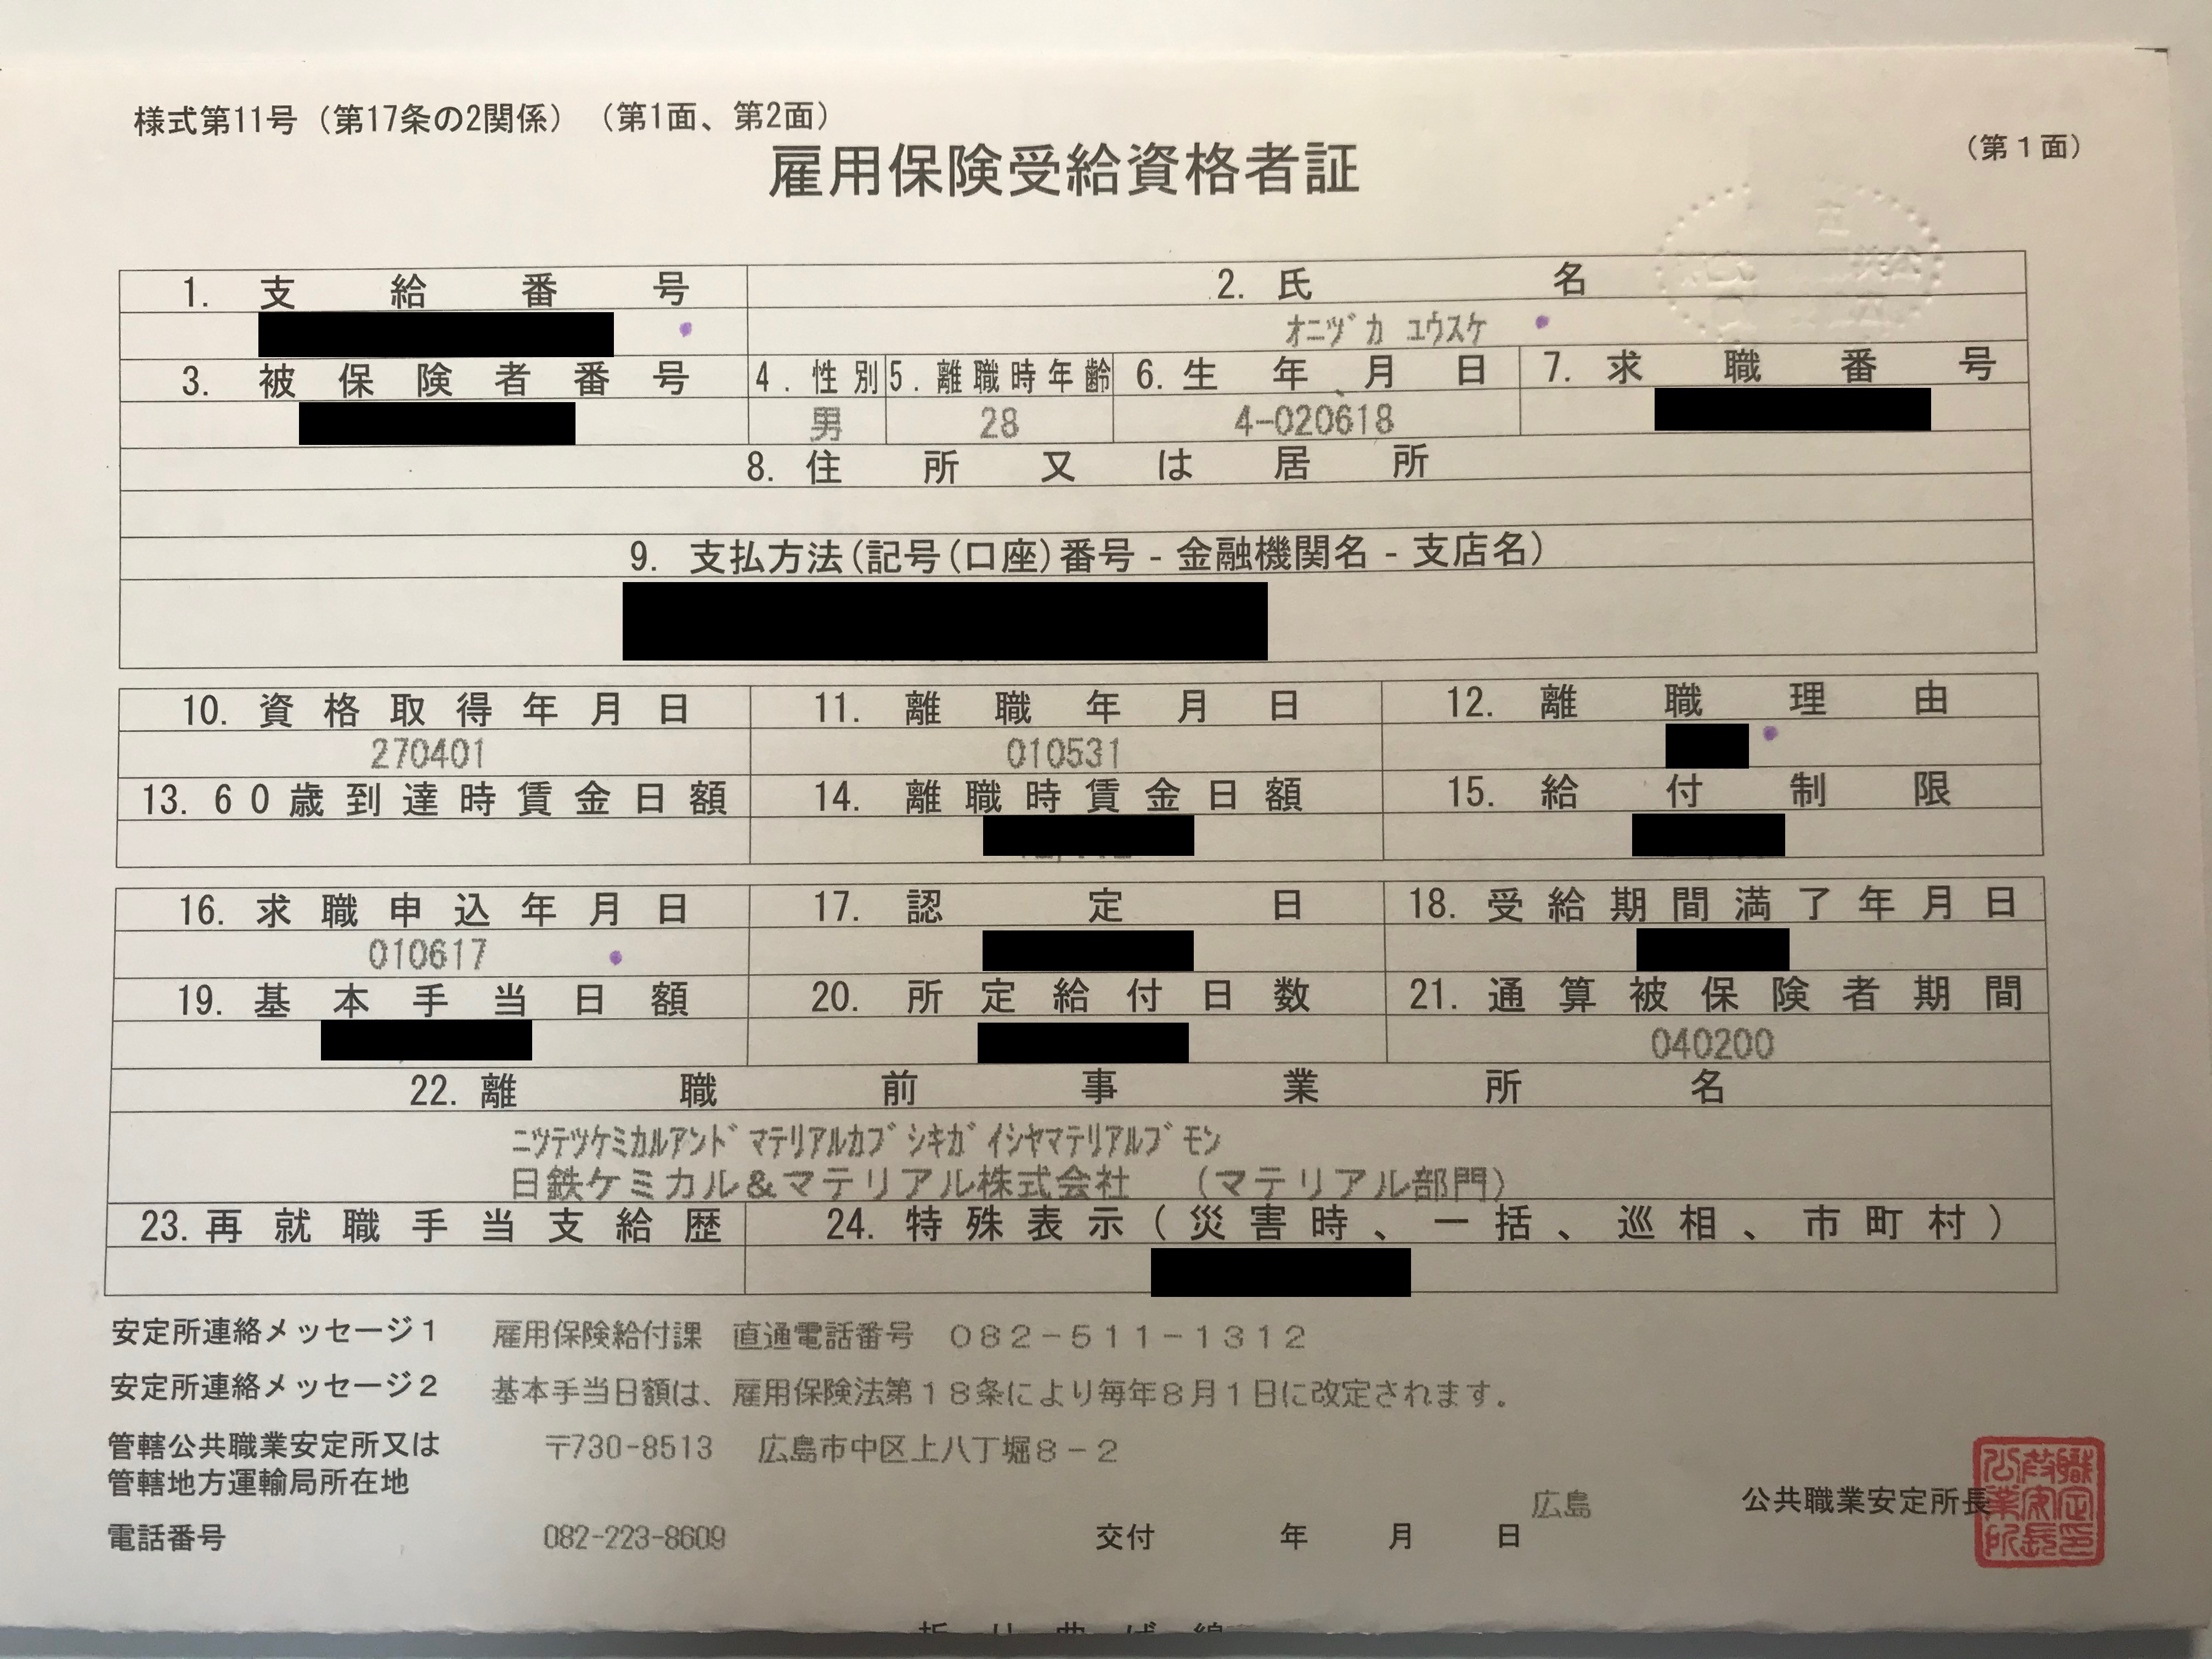 様式第11号（第17条の2関係）（第1面、第2面）
（第１面）
雇用保険受給資格者証
1. 支給番号
2. 氏名
ｵﾆﾂﾞｶ ﾕｳｽｹ
3. 被保険者番号
4. 性別
5. 離職時年齢
6. 生年月日
7. 求職番号
男
28
4-020618
8. 住所又は居所
9. 支払方法(記号(口座)番号 - 金融機関名 - 支店名)
10. 資格取得年月日
11. 離職年月日
12. 離職理由
270401
010531
13. 60歳到達時賃金日額
14. 離職時賃金日額
15. 給付制限
16. 求職申込年月日
17. 認定日
18. 受給期間満了年月日
010617
19. 基本手当日額
20. 所定給付日数
21. 通算被保険者期間
040200
22. 離職前事業所名
ﾆﾂﾃﾂｹﾐｶﾙｱﾝﾄﾞﾏﾃﾘｱﾙｶﾌﾞｼｷｶﾞｲｼﾔﾏﾃﾘｱﾙﾌﾞﾓﾝ
日鉄ケミカル＆マテリアル株式会社　（マテリアル部門）
23. 再就職手当支給歴
24. 特殊表示(災害時、一括、巡相、市町村)
安定所連絡メッセージ１　雇用保険給付課　直通電話番号　０８２－５１１－１３１２
安定所連絡メッセージ２　基本手当日額は、雇用保険法第１８条により毎年８月１日に改定されます。
管轄公共職業安定所又は　〒730-8513　広島市中区上八丁堀８－２
管轄地方運輸局所在地
広島　公共職業安定所長
電話番号　082-223-8609　交付　年　月　日
折り曲げ線